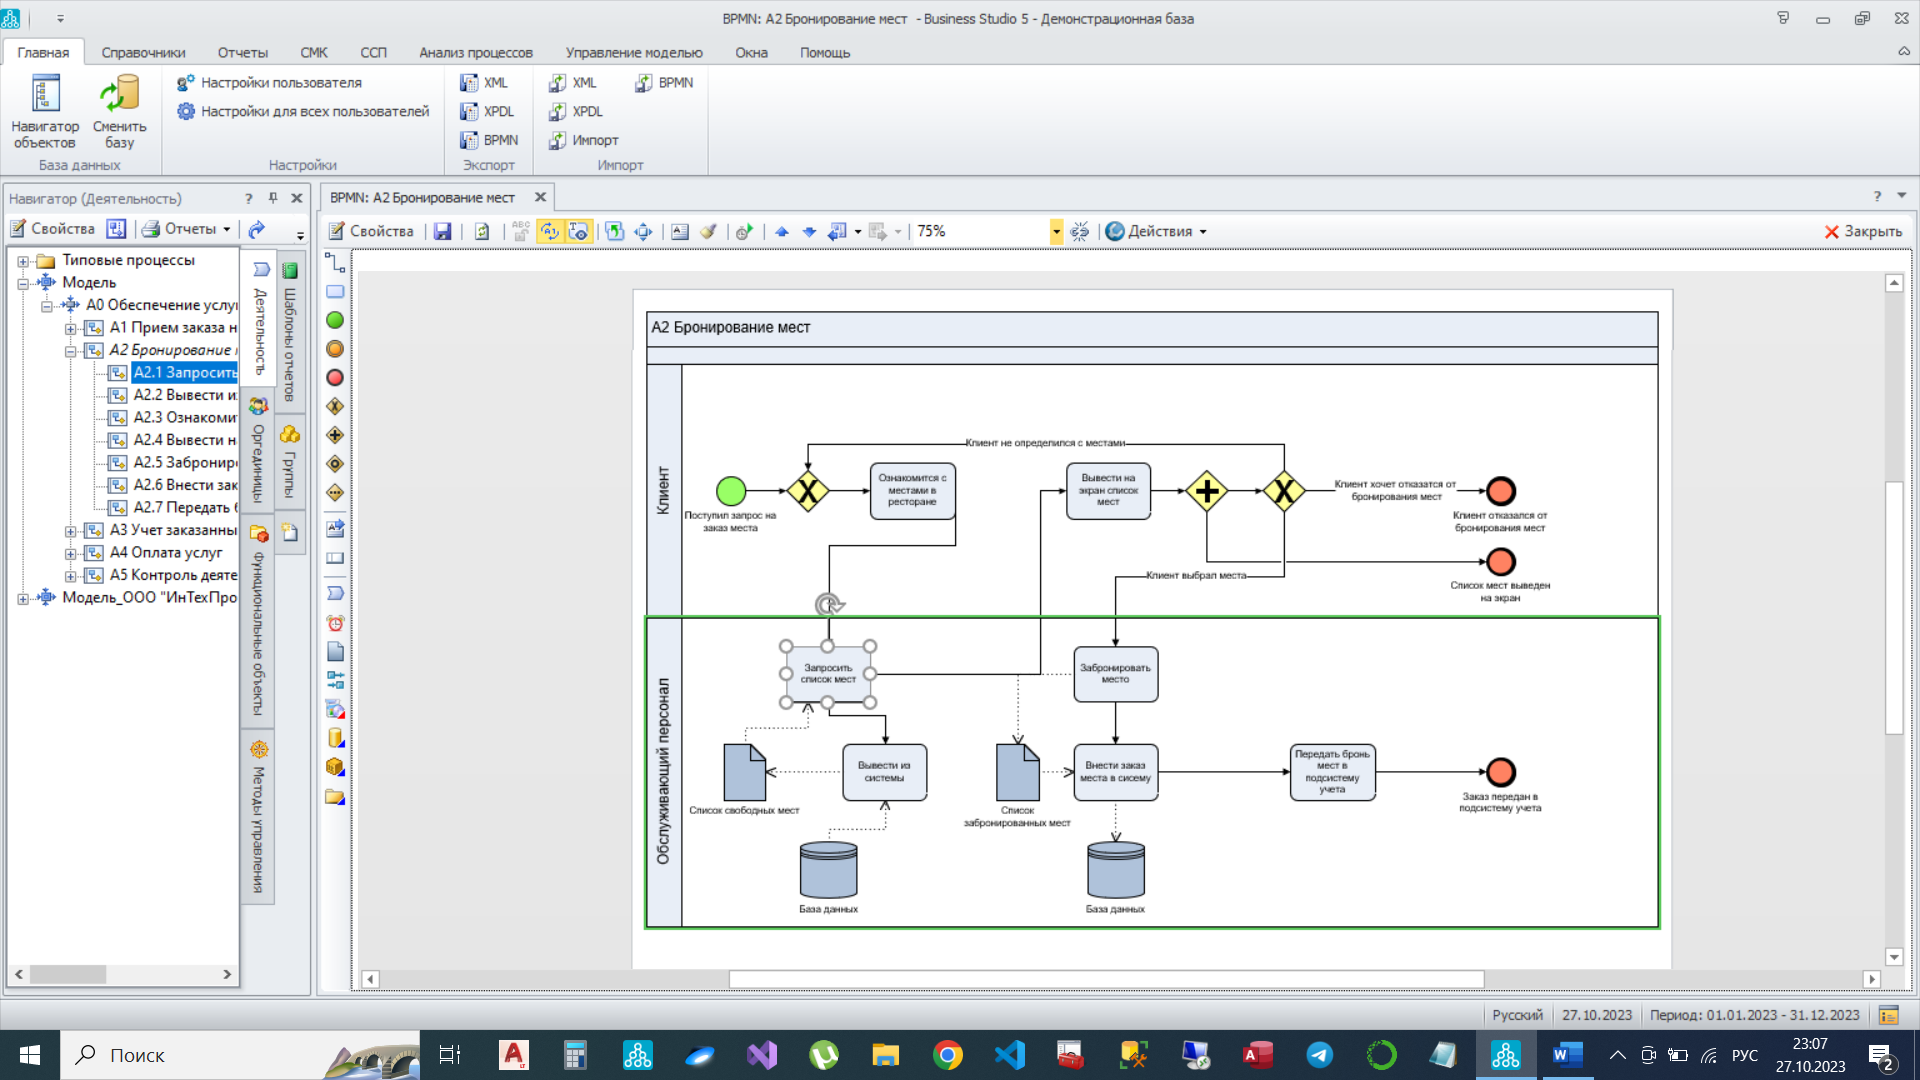 BPMN: A2 Бронирование мест - Business Studio 5 - Демонстрационная база
Главная Справочники Отчеты СМК ССП Анализ процессов Управление моделью Окна Помощь
Настройки пользователя XML XML BPMN
Настройки для всех пользователей XPDL XPDL
Навигатор объектов Сменить базу BPMN Импорт
База данных Настройки Экспорт Импорт
Навигатор (Деятельность) ?
Свойства Отчеты
Типовые процессы
Модель
A0 Обеспечение услу
A1 Прием заказа н
A2 Бронирование
A2.1 Запросить
A2.2 Вывести и
A2.3 Ознакоми
A2.4 Вывести н
A2.5 Заброниро
A2.6 Внести зак
A2.7 Передать
A3 Учет заказанны
A4 Оплата услуг
A5 Контроль деяте
Модель_ООО "ИнТехПро
Деятельность
Оргединицы
Функциональные объекты
Методы управления
Шаблоны отчетов
Группы
BPMN: A2 Бронирование мест ?
Свойства ABC 75% Действия Закрыть
A2 Бронирование мест
Клиент
Клиент не определился с местами
Поступил запрос на
заказ места
X
Ознакомится с
местами в
ресторане
Вывести на
экран список
мест
X
Клиент хочет отказатся от
бронирования мест
Клиент отказался от
бронирования мест
Клиент выбрал места
Список мест выведен
на экран
Обслуживающий персонал
Запросить
список мест
Забронировать
место
Список свободных мест
Вывести из
системы
Список
забронированных мест
Внести заказ
места в сисему
Передать бронь
мест в
подсистему
учета
Заказ передан в
подсистему учета
База данных
База данных
Русский 27.10.2023 Период: 01.01.2023 - 31.12.2023
Поиск
РУС
23:07
27.10.2023
2